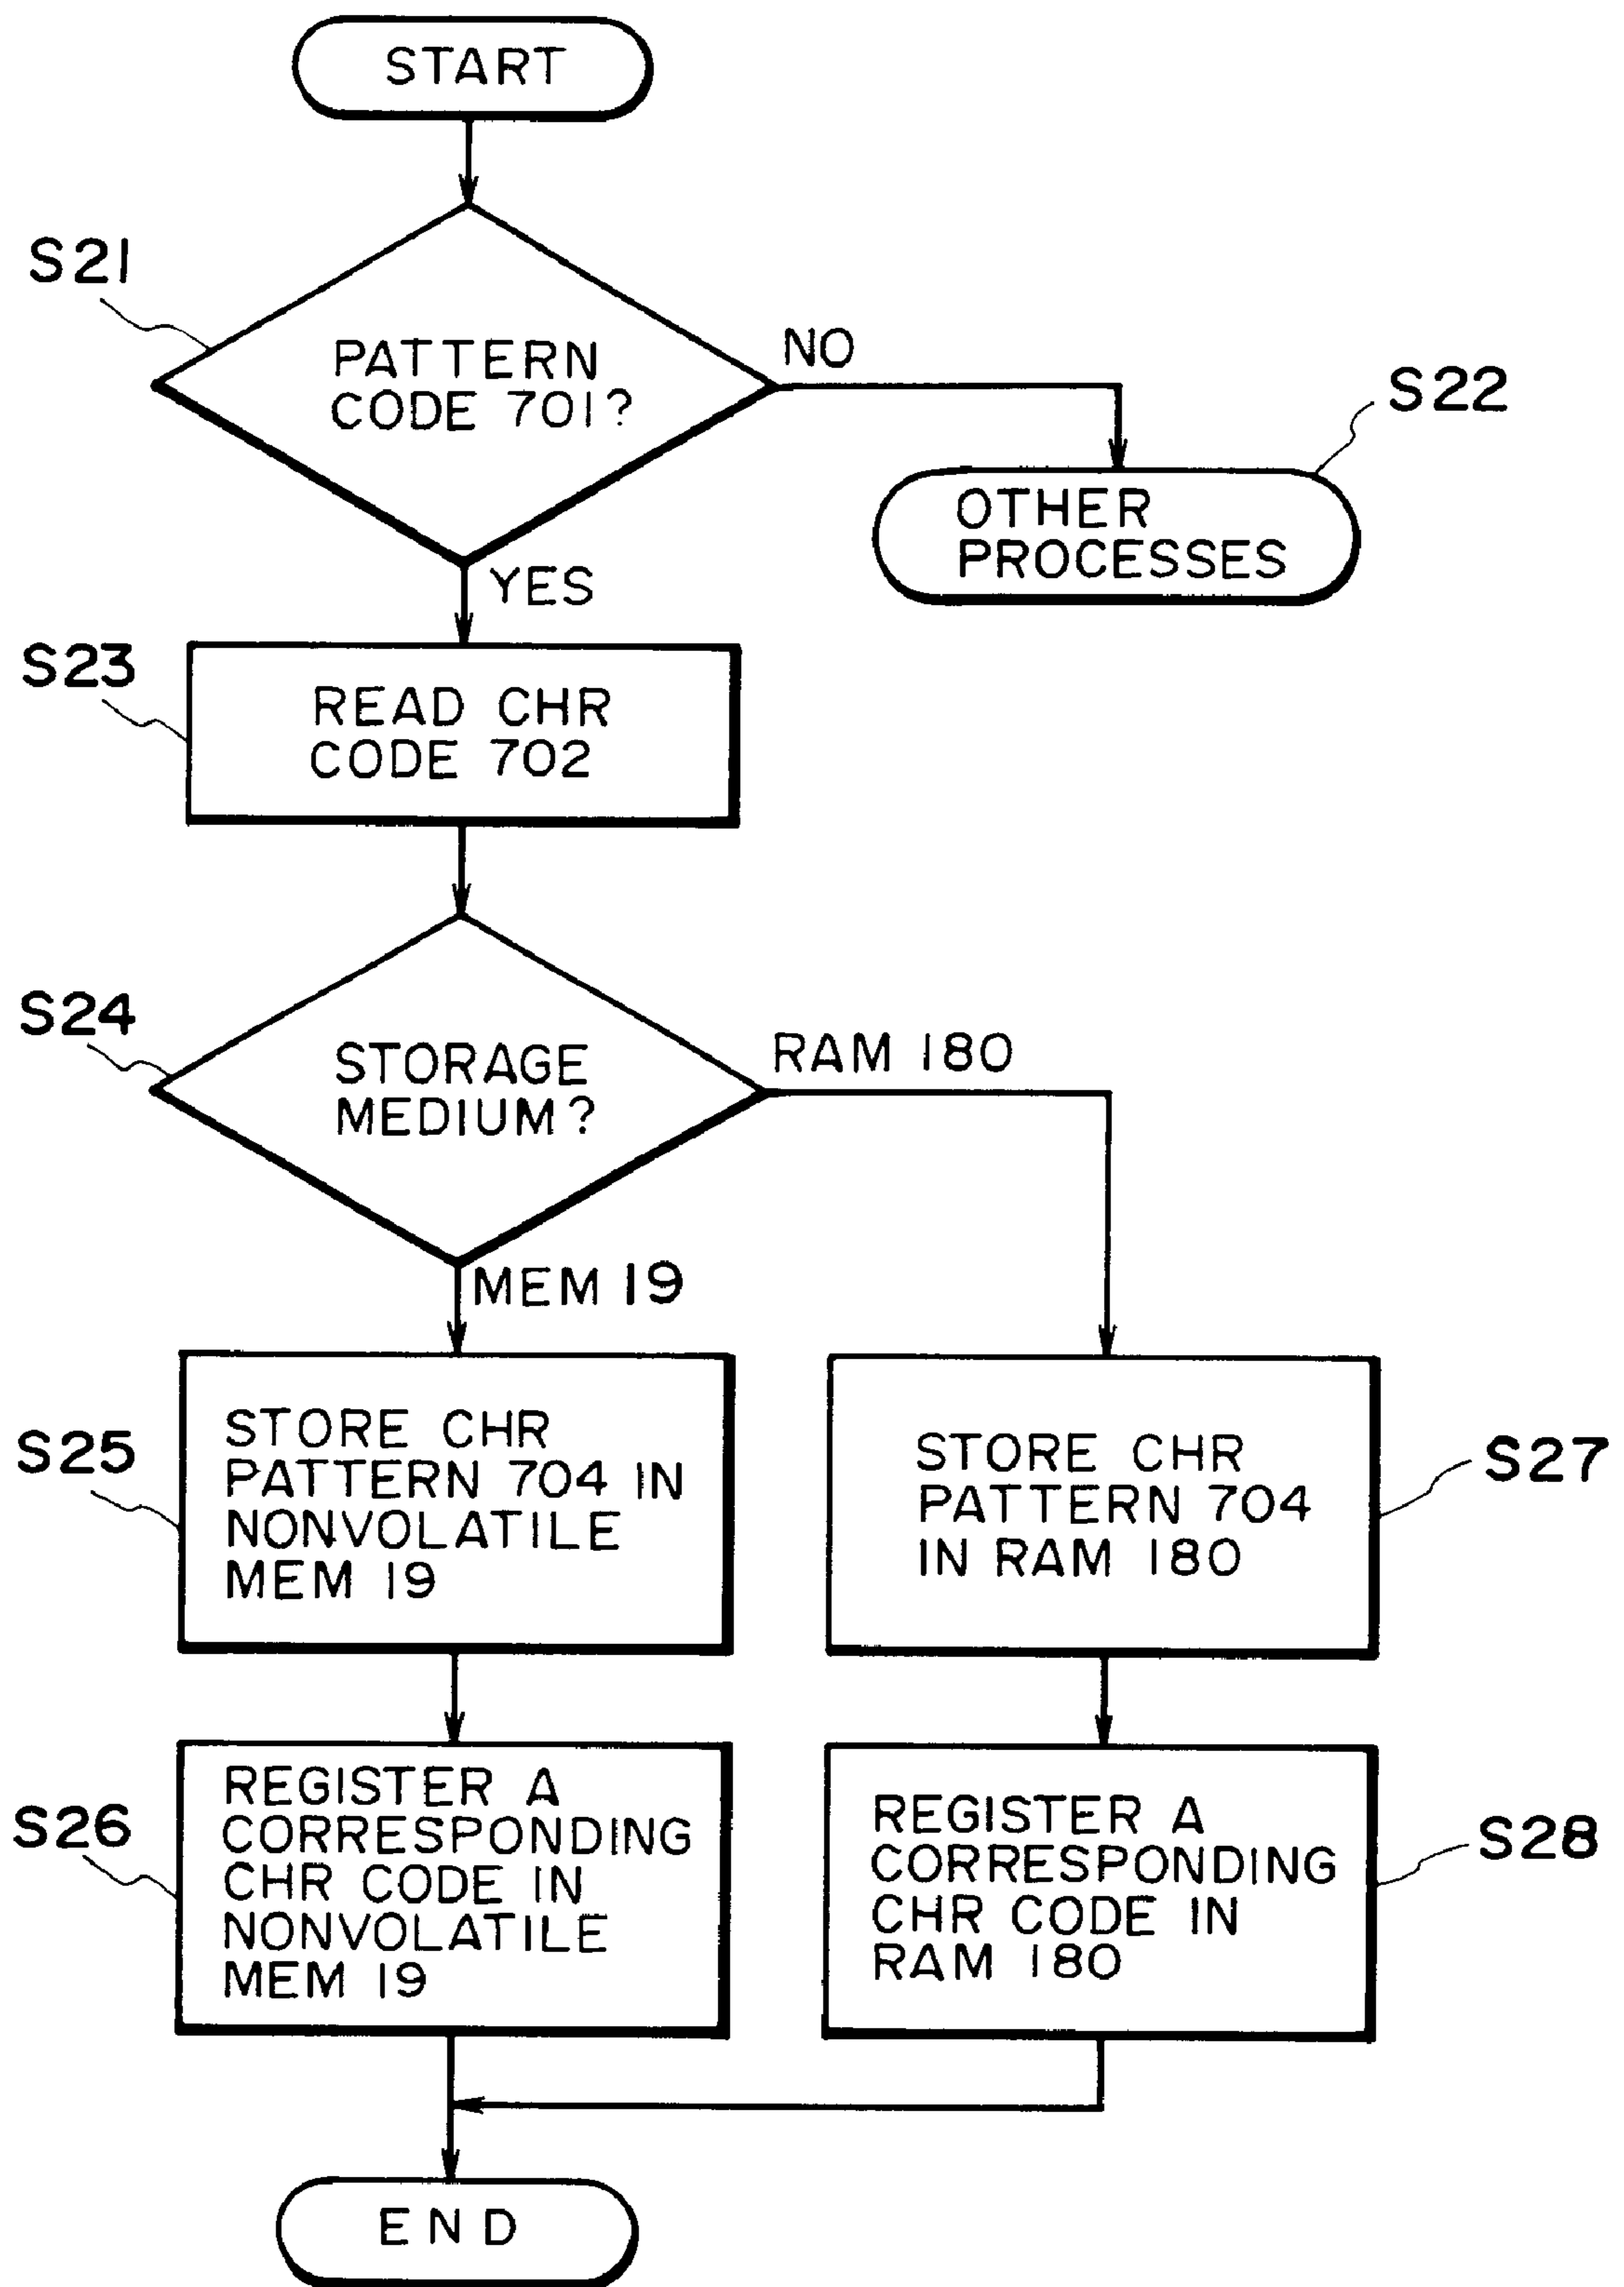 START
S21
PATTERN
CODE 701?
NO
S22
OTHER
PROCESSES
YES
S23
READ CHR
CODE 702
S24
STORAGE
MEDIUM?
RAM 180
MEM 19
S25
STORE CHR
PATTERN 704 IN
NONVOLATILE
MEM 19
STORE CHR
PATTERN 704
IN RAM 180
S27
S26
REGISTER A
CORRESPONDING
CHR CODE IN
NONVOLATILE
MEM 19
REGISTER A
CORRESPONDING
CHR CODE IN
RAM 180
S28
END